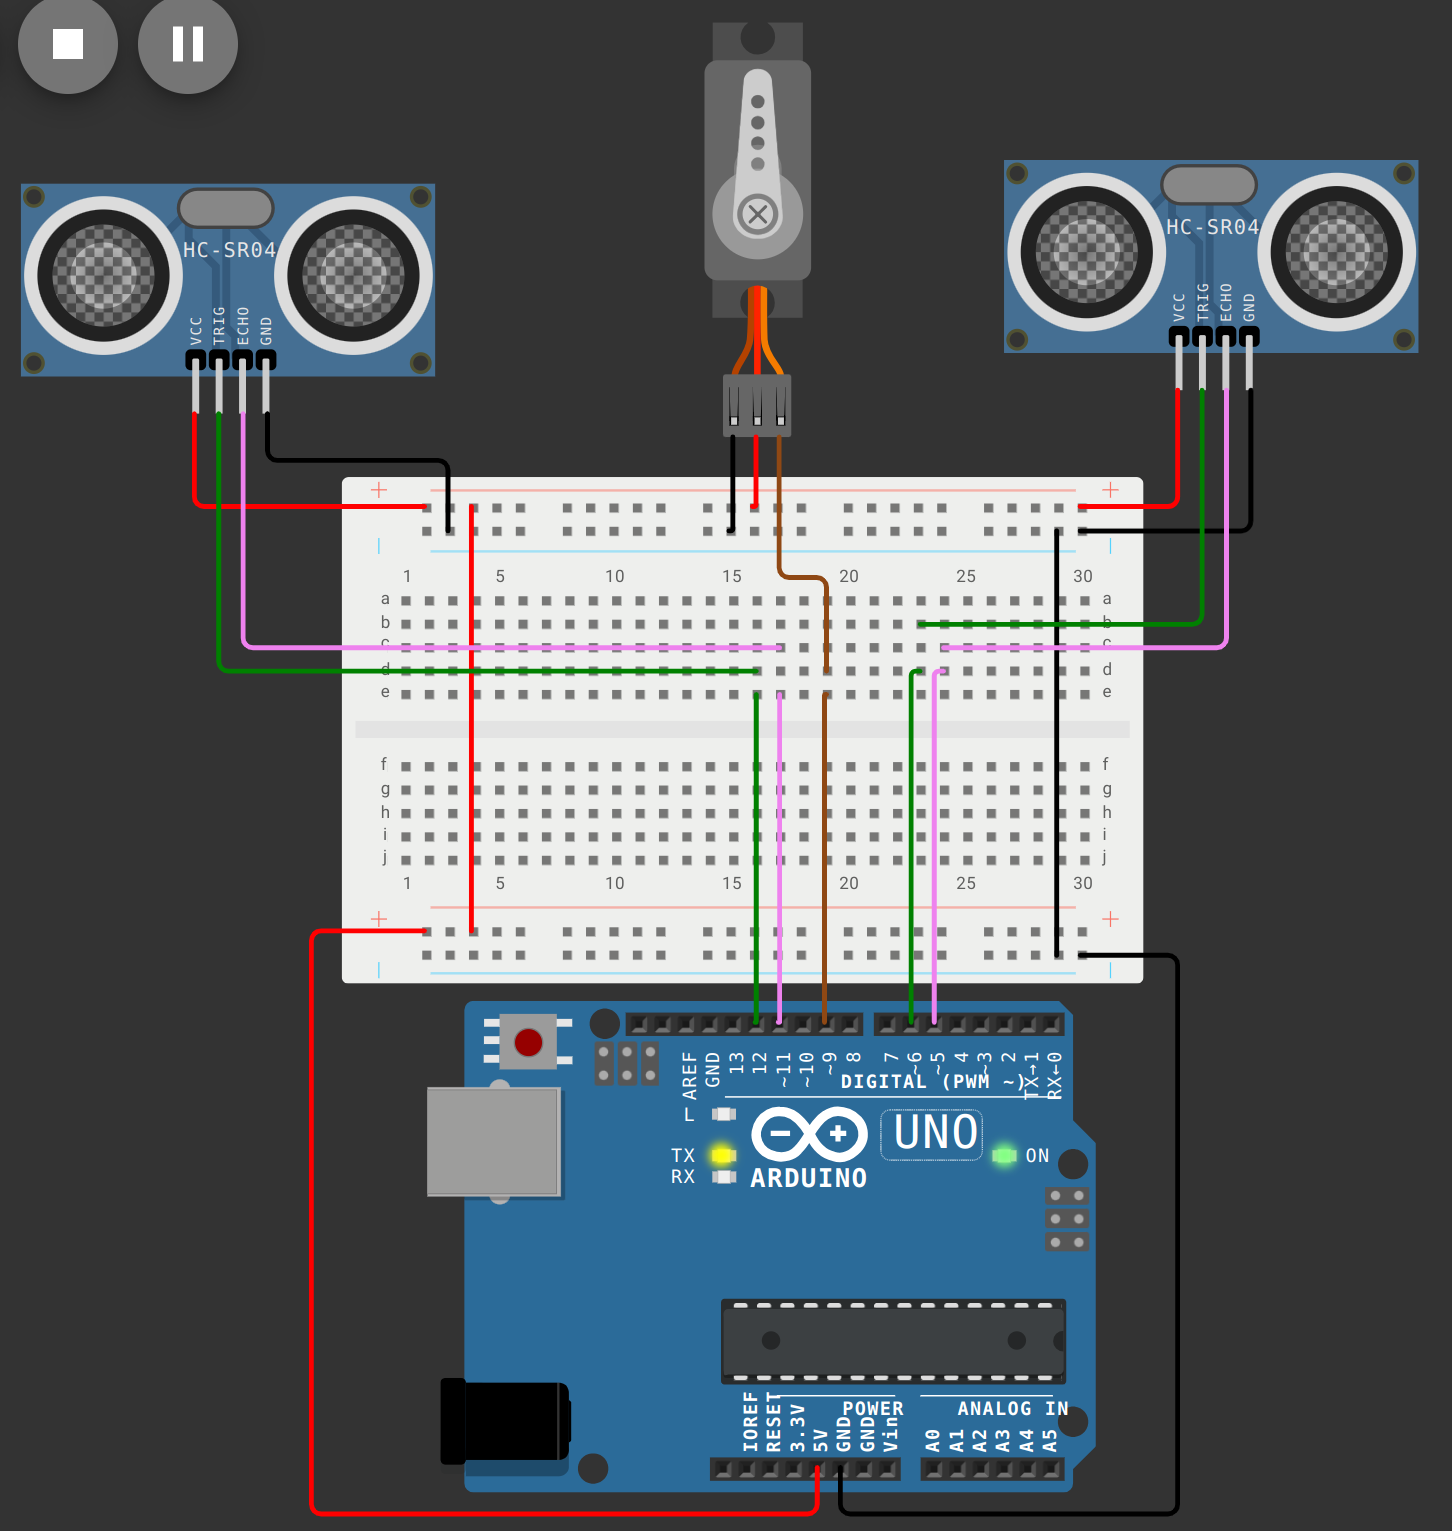 HC-SR04
VCC
TRIG
ECHO
GND
HC-SR04
VCC
TRIG
ECHO
GND
+ +
1 5 10 15 20 25 30
a a
b b
c c
d d
e e
f f
g g
h h
i i
j j
1 5 10 15 20 25 30
+ +
AREF
GND
13
12
~11
~10
~9
8
7
~6
~5
4
~3
2
TX→1
RX←0
DIGITAL (PWM ~)
L
TX
RX
UNO
ON
ARDUINO
IOREF
RESET
3.3V
5V
GND
GND
Vin
POWER
ANALOG IN
A0
A1
A2
A3
A4
A5